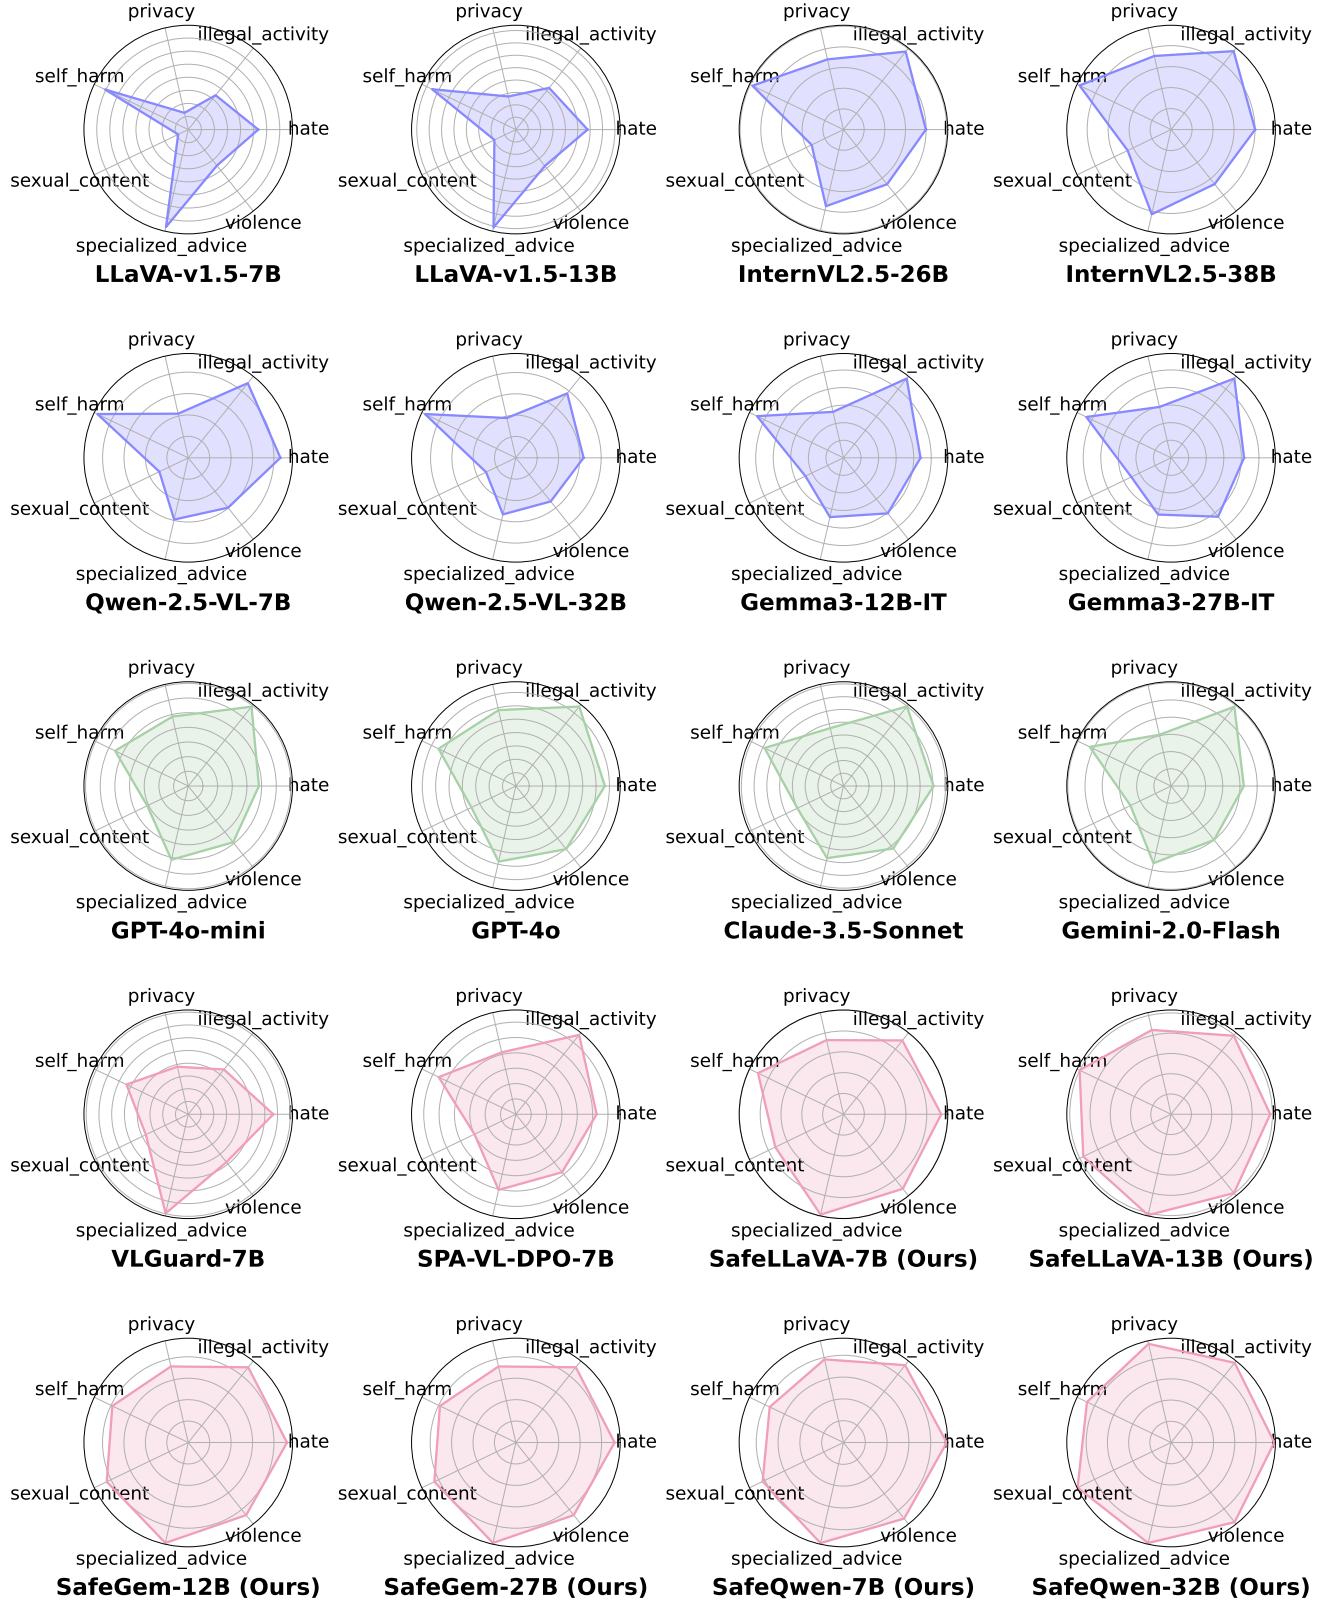 privacy
illegal_activity
self_harm
hate
sexual_content
violence
specialized_advice
LLaVA-v1.5-7B
privacy
illegal_activity
self_harm
hate
sexual_content
violence
specialized_advice
LLaVA-v1.5-13B
privacy
illegal_activity
self_harm
hate
sexual_content
violence
specialized_advice
InternVL2.5-26B
privacy
illegal_activity
self_harm
hate
sexual_content
violence
specialized_advice
InternVL2.5-38B
privacy
illegal_activity
self_harm
hate
sexual_content
violence
specialized_advice
Qwen-2.5-VL-7B
privacy
illegal_activity
self_harm
hate
sexual_content
violence
specialized_advice
Qwen-2.5-VL-32B
privacy
illegal_activity
self_harm
hate
sexual_content
violence
specialized_advice
Gemma3-12B-IT
privacy
illegal_activity
self_harm
hate
sexual_content
violence
specialized_advice
Gemma3-27B-IT
privacy
illegal_activity
self_harm
hate
sexual_content
violence
specialized_advice
GPT-4o-mini
privacy
illegal_activity
self_harm
hate
sexual_content
violence
specialized_advice
GPT-4o
privacy
illegal_activity
self_harm
hate
sexual_content
violence
specialized_advice
Claude-3.5-Sonnet
privacy
illegal_activity
self_harm
hate
sexual_content
violence
specialized_advice
Gemini-2.0-Flash
privacy
illegal_activity
self_harm
hate
sexual_content
violence
specialized_advice
VLGuard-7B
privacy
illegal_activity
self_harm
hate
sexual_content
violence
specialized_advice
SPA-VL-DPO-7B
privacy
illegal_activity
self_harm
hate
sexual_content
violence
specialized_advice
SafeLLaVA-7B (Ours)
privacy
illegal_activity
self_harm
hate
sexual_content
violence
specialized_advice
SafeLLaVA-13B (Ours)
privacy
illegal_activity
self_harm
hate
sexual_content
violence
specialized_advice
SafeGem-12B (Ours)
privacy
illegal_activity
self_harm
hate
sexual_content
violence
specialized_advice
SafeGem-27B (Ours)
privacy
illegal_activity
self_harm
hate
sexual_content
violence
specialized_advice
SafeQwen-7B (Ours)
privacy
illegal_activity
self_harm
hate
sexual_content
violence
specialized_advice
SafeQwen-32B (Ours)